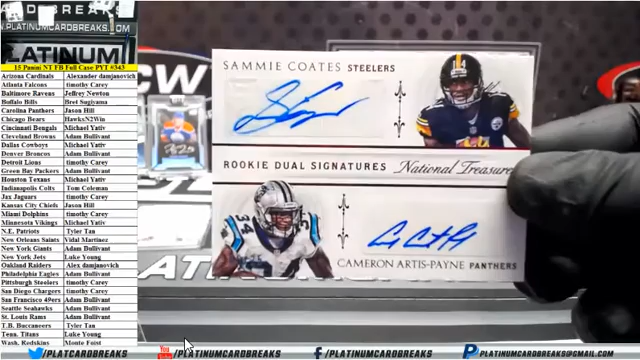 .PLATINUMCARDBREAKS.COM
PLATINUM
15 Panini NT FB Full Case PYT #343
Arizona Cardinals Alexander damjanovich
Atlanta Falcons timothy Carey
Baltimore Ravens Jeffrey Newton
Buffalo Bills Bret Sugiyama
Carolina Panthers Jason Hill
Chicago Bears HawksN2Win
Cincinnati Bengals Michael Yativ
Cleveland Browns Adam Bullivant
Dallas Cowboys Michael Yativ
Denver Broncos Adam Bullivant
Detroit Lions timothy Carey
Green Bay Packers Adam Bullivant
Houston Texans Michael Yativ
Indianapolis Colts Tom Coleman
Jax Jaguars timothy Carey
Kansas City Chiefs Jason Hill
Miami Dolphins timothy Carey
Minnesota Vikings Michael Yativ
N.E. Patriots Tyler Tan
New Orleans Saints Vidal Martinez
New York Giants Adam Bullivant
New York Jets Luke Young
Oakland Raiders Alex damjanovich
Philadelphia Eagles Adam Bullivant
Pittsburgh Steelers timothy Carey
San Diego Chargers timothy Carey
San Francisco 49ers Adam Bullivant
Seattle Seahawks Adam Bullivant
St. Louis Rams Adam Bullivant
T.B. Buccaneers Tyler Tan
Tenn. Titans Luke Young
Wash. Redskins Monte Foist
SAMMIE COATES STEELERS
ROOKIE DUAL SIGNATURES National Treasures
CAMERON ARTIS-PAYNE PANTHERS
/PLATCARDBREAKS /PLATINUMCARDBREAKS /PLATINUMCARDBREAKS @PLATINUMCARDBREAKS.COM